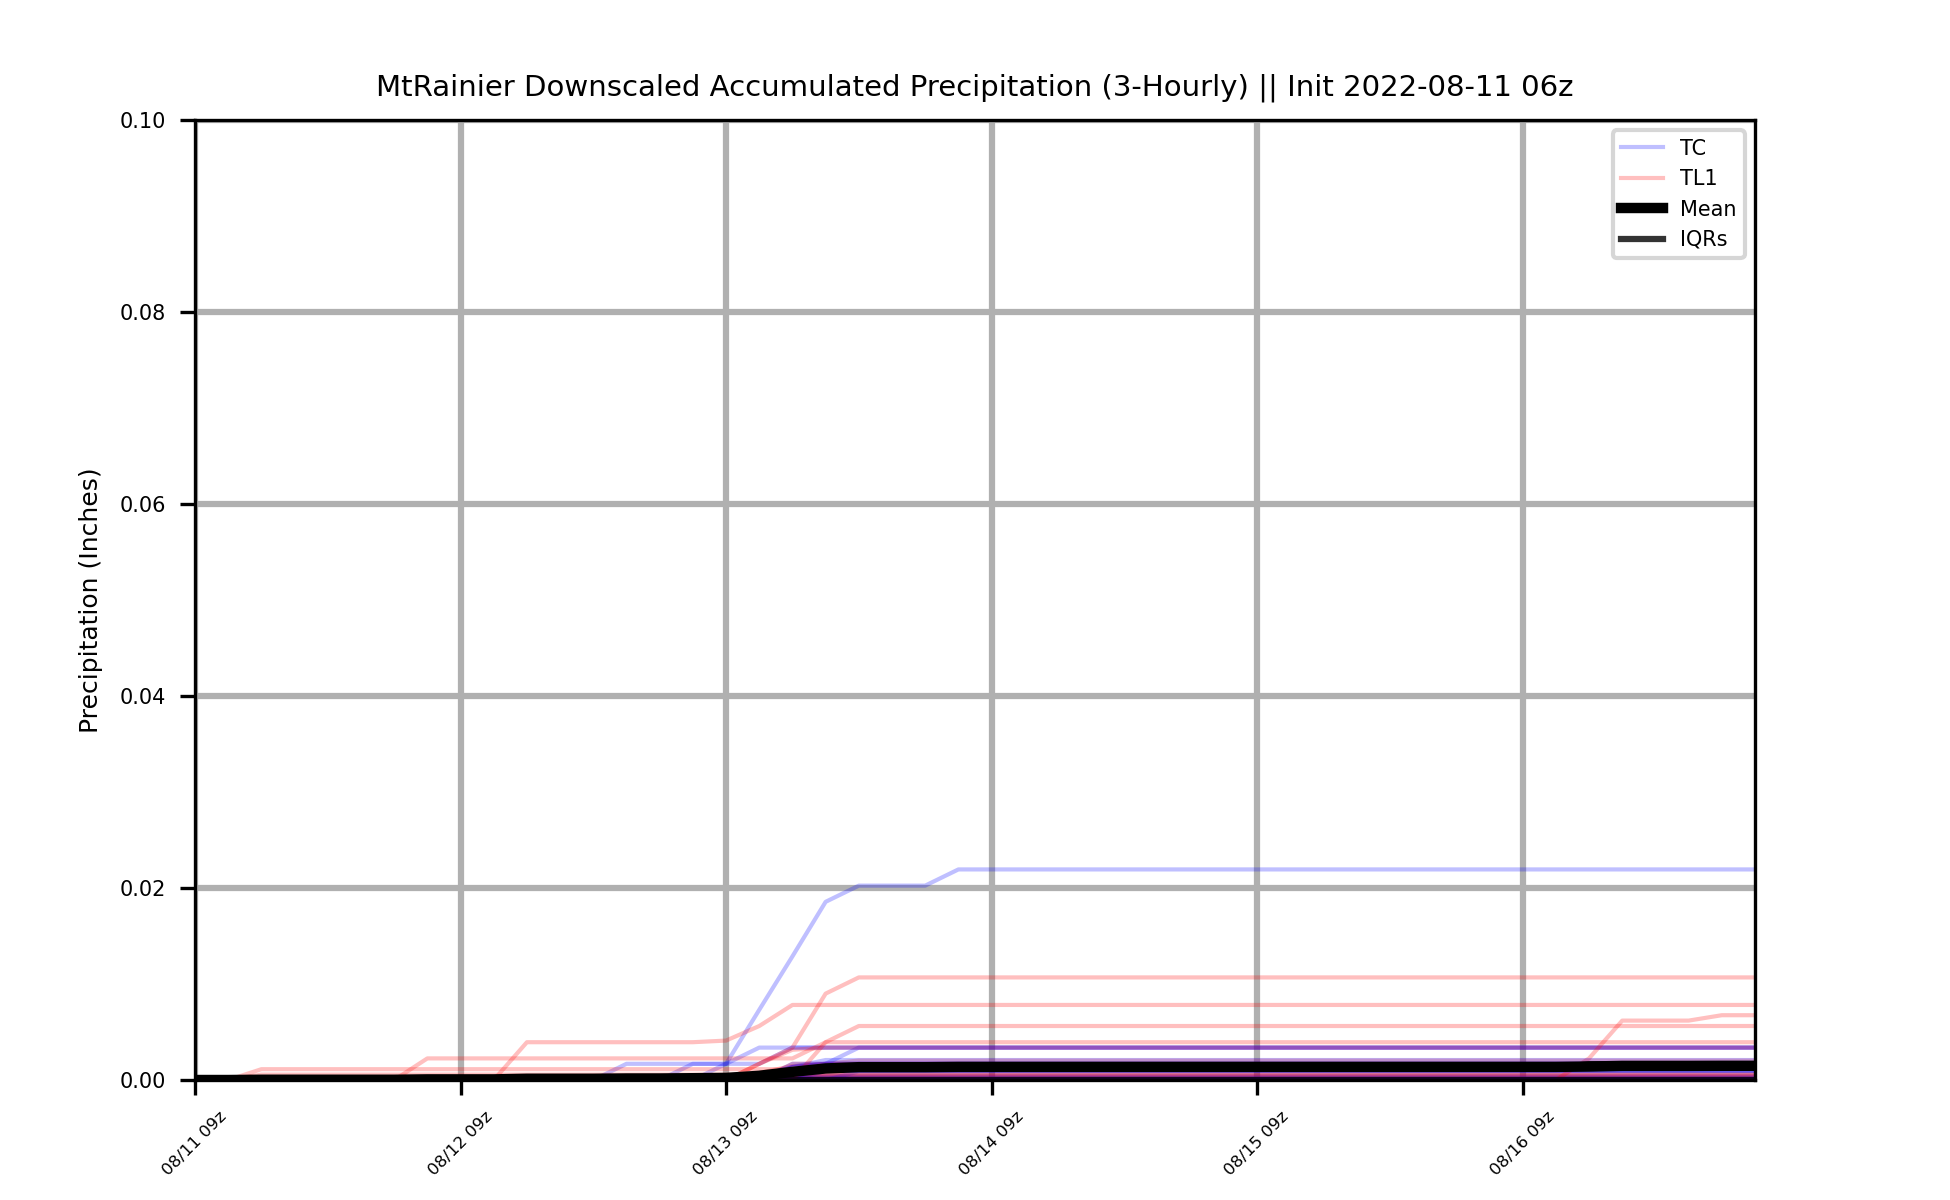 MtRainier Downscaled Accumulated Precipitation (3-Hourly) || Init 2022-08-11 06z
TC
TL1
Mean
IQRs
Precipitation (Inches)
0.10
0.08
0.06
0.04
0.02
0.00
08/11 09z
08/12 09z
08/13 09z
08/14 09z
08/15 09z
08/16 09z